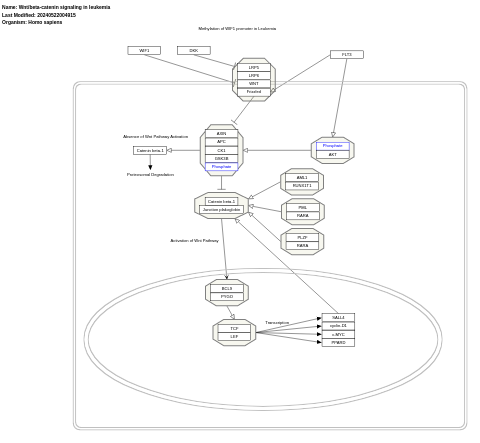 Name: Wnt/beta-catenin signaling in leukemia
Last Modified: 20240522004915
Organism: Homo sapiens
Methylation of WIF1 promoter in Leukemia
WIF1
DKK
FLT3
LRP5
LRP6
WNT
Frizzled
Absence of Wnt Pathway Activation
Catenin beta-1
Proteosomal Degradation
AXIN
APC
CK1
GSK3B
Phosphate
Phosphate
AKT
AML1
RUNX1T1
Catenin beta-1
Junction plakoglobin
PML
RARA
PLZF
RARA
Activation of Wnt Pathway
BCL9
PYGO
TCF
LEF
Transcription
SALL4
cyclin-D1
c-MYC
PPARD